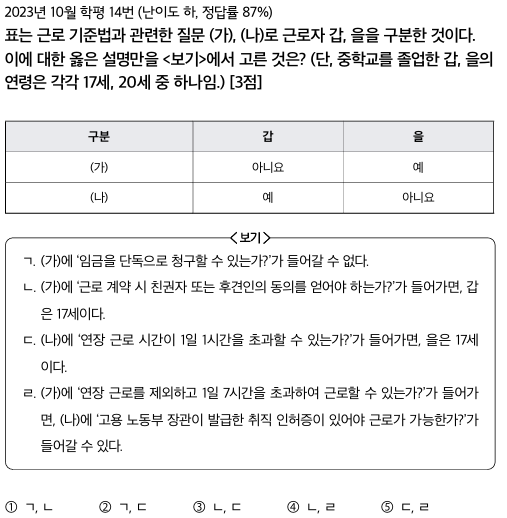 2023년 10월 학평 14번 (난이도 하, 정답률 87%)
표는 근로 기준법과 관련한 질문 (가), (나)로 근로자 갑, 을을 구분한 것이다.
이에 대한 옳은 설명만을 <보기>에서 고른 것은? (단, 중학교를 졸업한 갑, 을의
연령은 각각 17세, 20세 중 하나임.) [3점]
구분 갑 을
(가) 아니요 예
(나) 예 아니요
<보기>
ㄱ. (가)에 '임금을 단독으로 청구할 수 있는가?'가 들어갈 수 없다.
ㄴ. (가)에 '근로 계약 시 친권자 또는 후견인의 동의를 얻어야 하는가?'가 들어가면, 갑
은 17세이다.
ㄷ. (나)에 '연장 근로 시간이 1일 1시간을 초과할 수 있는가?'가 들어가면, 을은 17세
이다.
ㄹ. (가)에 '연장 근로를 제외하고 1일 7시간을 초과하여 근로할 수 있는가?'가 들어가
면, (나)에 '고용 노동부 장관이 발급한 취직 인허증이 있어야 근로가 가능한가?'가
들어갈 수 있다.
① ㄱ, ㄴ ② ㄱ, ㄷ ③ ㄴ, ㄷ ④ ㄴ, ㄹ ⑤ ㄷ, ㄹ